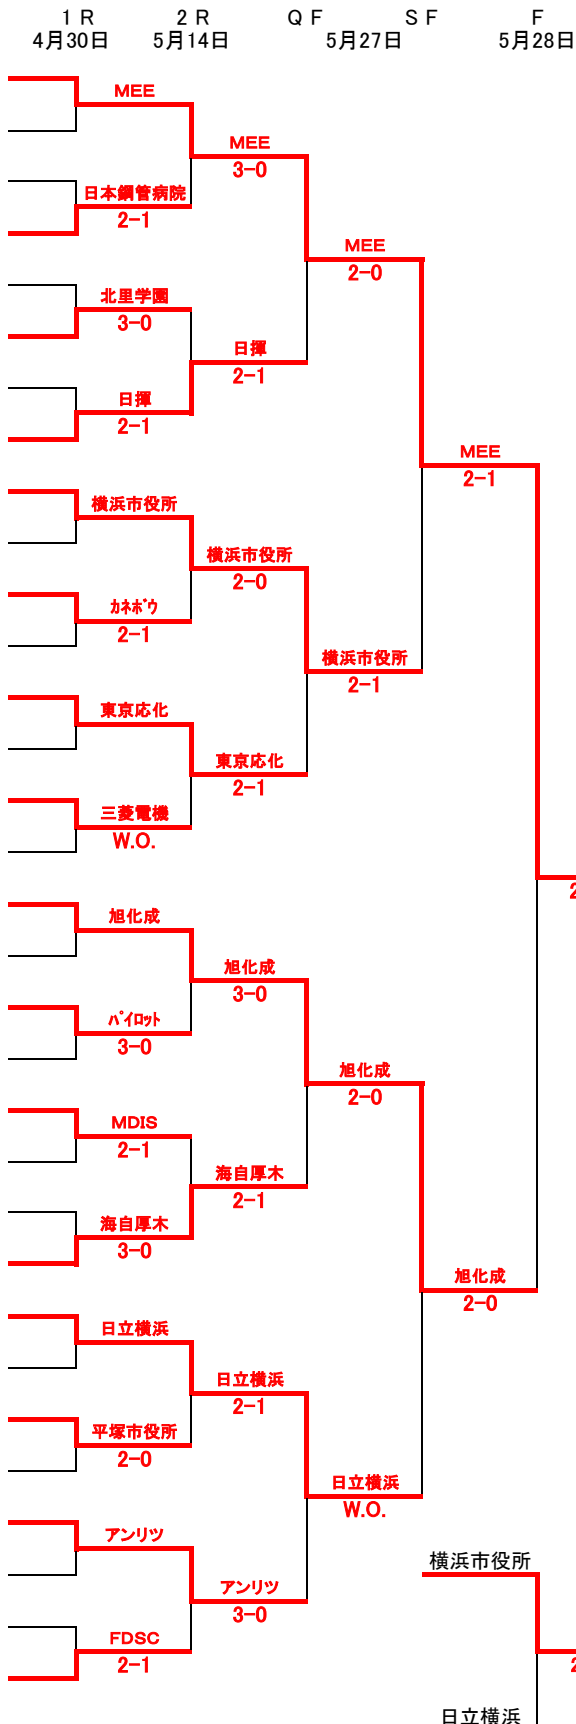 1 R 2 R Q F S F F
4月30日 5月14日 5月27日 5月28日
MEE
MEE
3-0
日本鋼管病院
2-1
MEE
2-0
北里学園
3-0
日揮
2-1
日揮
2-1
MEE
2-1
横浜市役所
横浜市役所
2-0
カネボウ
2-1
横浜市役所
2-1
東京応化
東京応化
2-1
三菱電機
W.O.
2
旭化成
旭化成
3-0
パイロット
3-0
旭化成
2-0
MDIS
2-1
海自厚木
2-1
海自厚木
3-0
旭化成
2-0
日立横浜
日立横浜
2-1
平塚市役所
2-0
日立横浜
W.O.
アンリツ
横浜市役所
アンリツ
3-0
FDSC
2-1
2
日立横浜